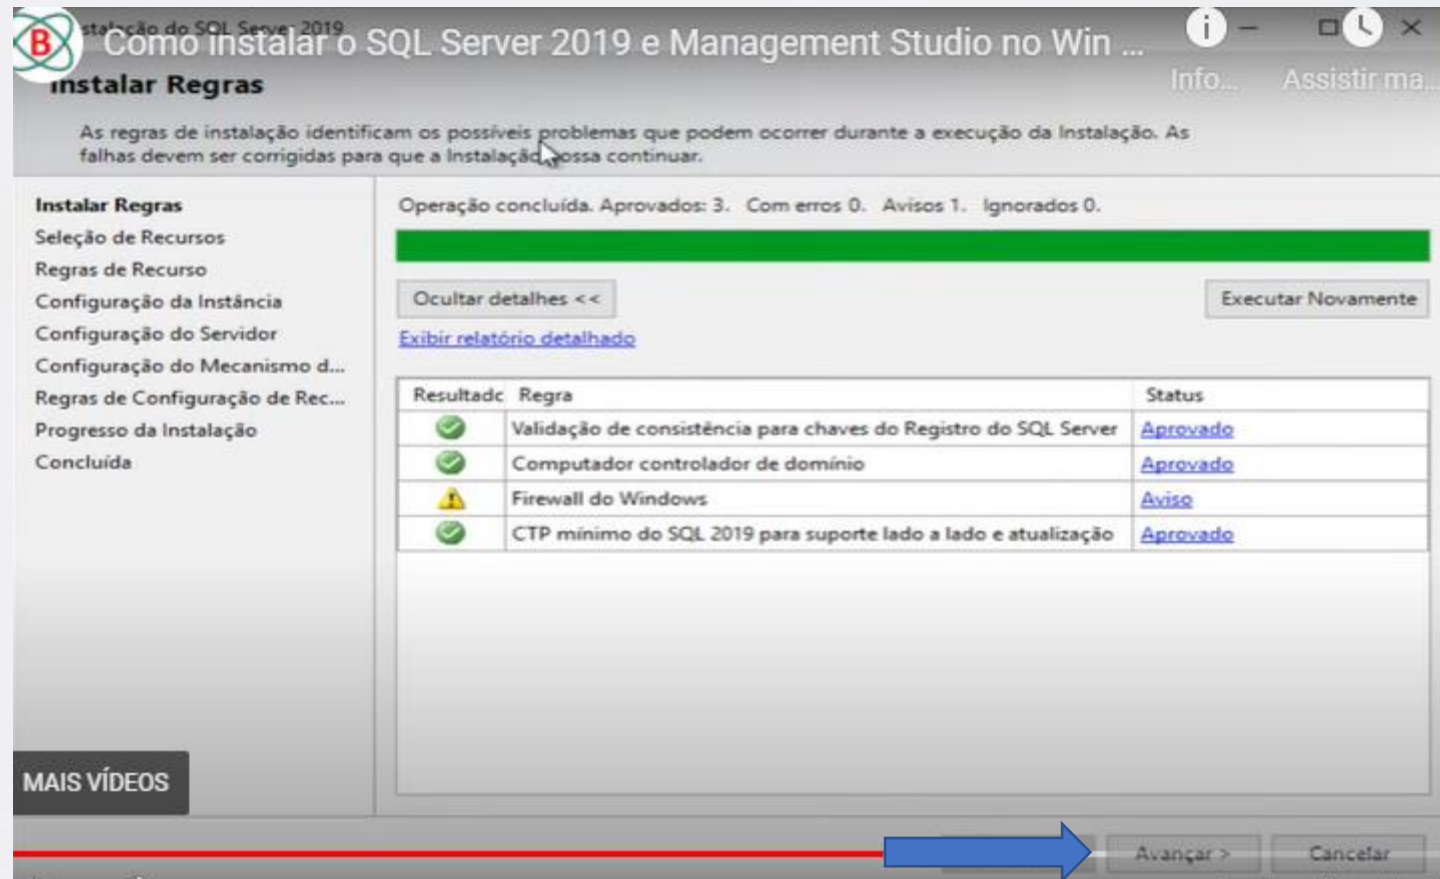 B
stalação do SQL Server 2019
Como instalar o SQL Server 2019 e Management Studio no Win ...
Info...
Assistir ma...
Instalar Regras
As regras de instalação identificam os possíveis problemas que podem ocorrer durante a execução da Instalação. As
falhas devem ser corrigidas para que a Instalação possa continuar.
Instalar Regras
Seleção de Recursos
Regras de Recurso
Configuração da Instância
Configuração do Servidor
Configuração do Mecanismo d...
Regras de Configuração de Rec...
Progresso da Instalação
Concluída
Operação concluída. Aprovados: 3. Com erros 0. Avisos 1. Ignorados 0.
Ocultar detalhes <<
Executar Novamente
Exibir relatório detalhado
Resultado Regra Status
Validação de consistência para chaves do Registro do SQL Server Aprovado
Computador controlador de domínio Aprovado
Firewall do Windows Aviso
CTP mínimo do SQL 2019 para suporte lado a lado e atualização Aprovado
MAIS VÍDEOS
Avançar >
Cancelar